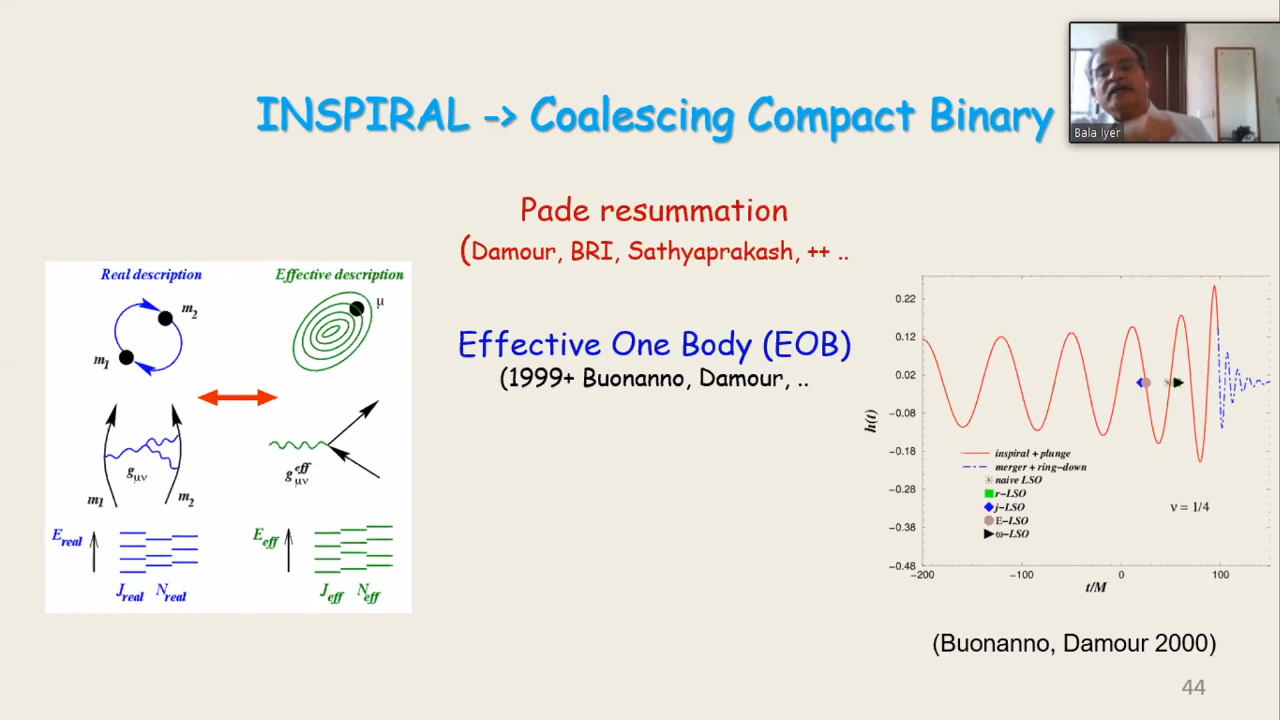 Bala Iyer
INSPIRAL -> Coalescing Compact Binary
Pade resummation
(Damour, BRI, Sathyaprakash, ++ ..
Effective One Body (EOB)
(1999+ Buonanno, Damour, ..
Real description
Effective description
m2
m1
μ
gμν
m1
m2
g eff μν
Ereal
Jreal Nreal
Eeff
Jeff Neff
0.22
0.12
0.02
−0.08
−0.18
−0.28
−0.38
−0.48
h(t)
inspiral + plunge
merger + ring-down
naive LSO
r−LSO
j−LSO
E−LSO
ω−LSO
ν = 1/4
−200 −100 0 100
t/M
(Buonanno, Damour 2000)
44